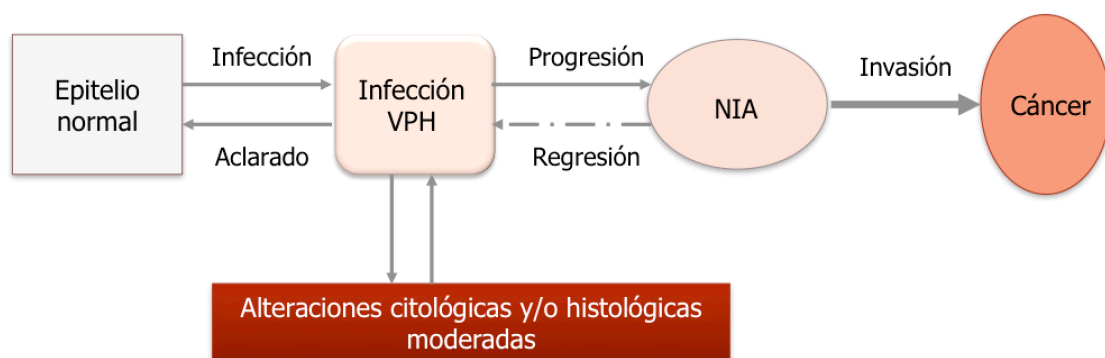 Infección
Progresión
Invasión
Epitelio
normal
Infección
VPH
NIA
Cáncer
Aclarado
Regresión
Alteraciones citológicas y/o histológicas
moderadas